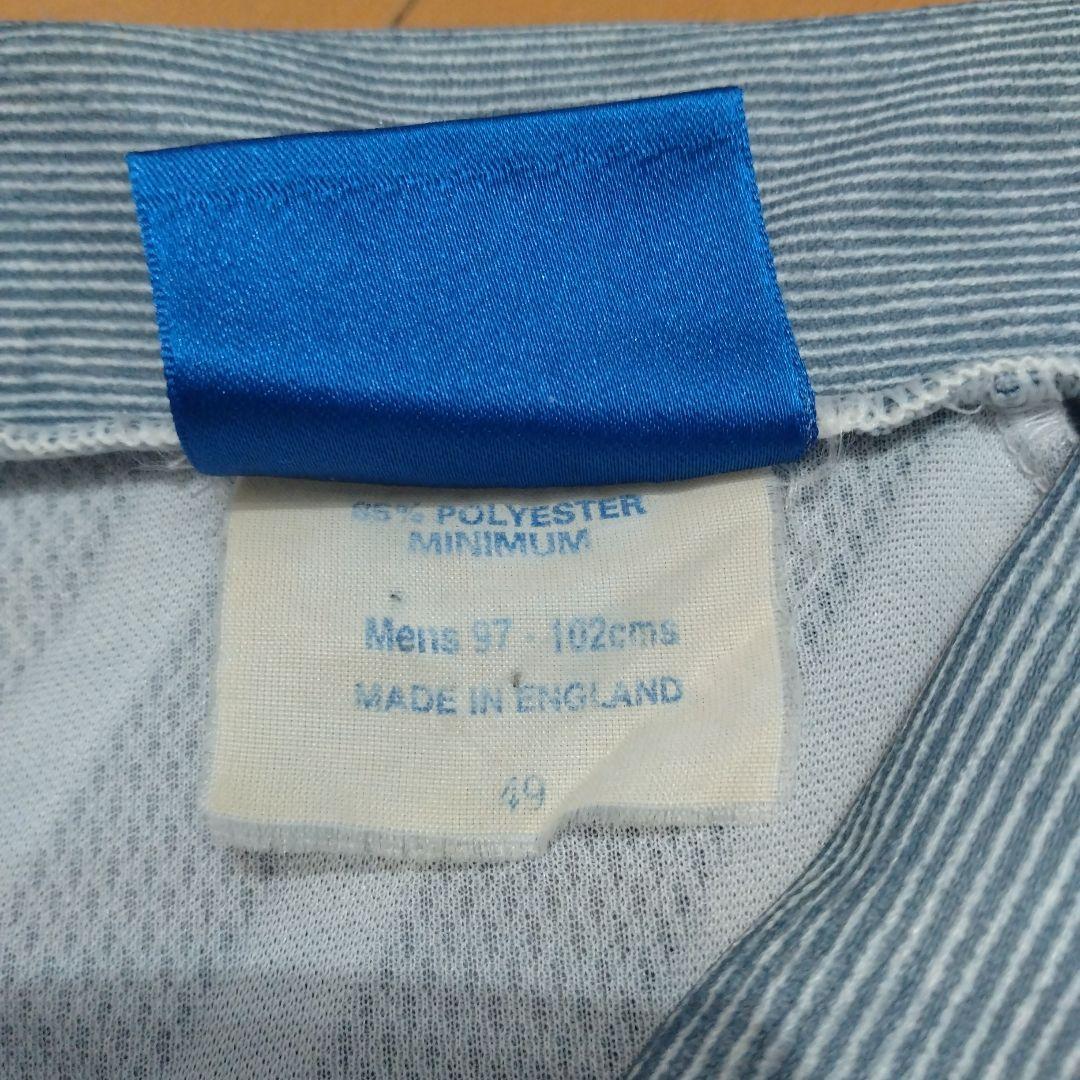 POLYESTER
MINIMUM
Mens 97 - 102cms
MADE IN ENGLAND
49